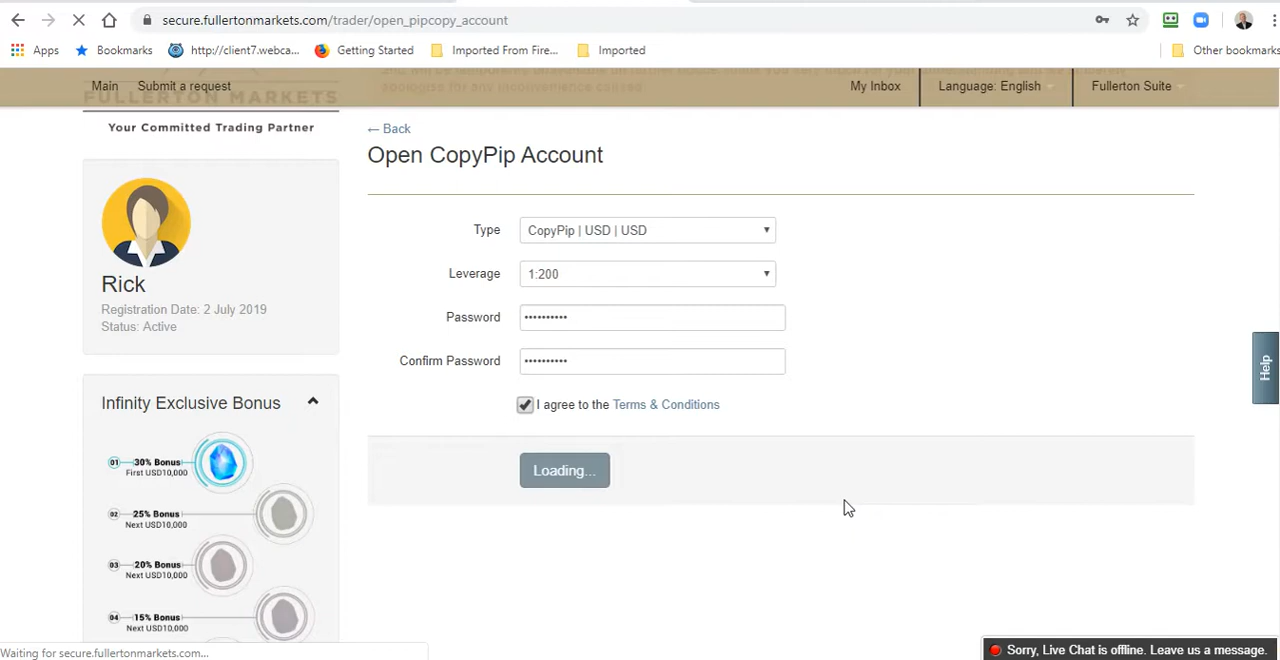 secure.fullertonmarkets.com/trader/open_pipcopy_account
Apps
Bookmarks
http://client7.webca...
Getting Started
Imported From Fire...
Imported
Other bookmarks
Main
Submit a request
My Inbox
Language: English
Fullerton Suite
FULLERTON MARKETS
Your Committed Trading Partner
← Back
Open CopyPip Account
Rick
Registration Date: 2 July 2019
Status: Active
Type
CopyPip | USD | USD
Leverage
1:200
Password
••••••••••
Confirm Password
••••••••••
I agree to the Terms & Conditions
Loading...
Help
Infinity Exclusive Bonus
01
30% Bonus
First USD10,000
02
25% Bonus
Next USD10,000
03
20% Bonus
Next USD10,000
04
15% Bonus
Next USD10,000
Waiting for secure.fullertonmarkets.com...
Sorry, Live Chat is offline. Leave us a message.